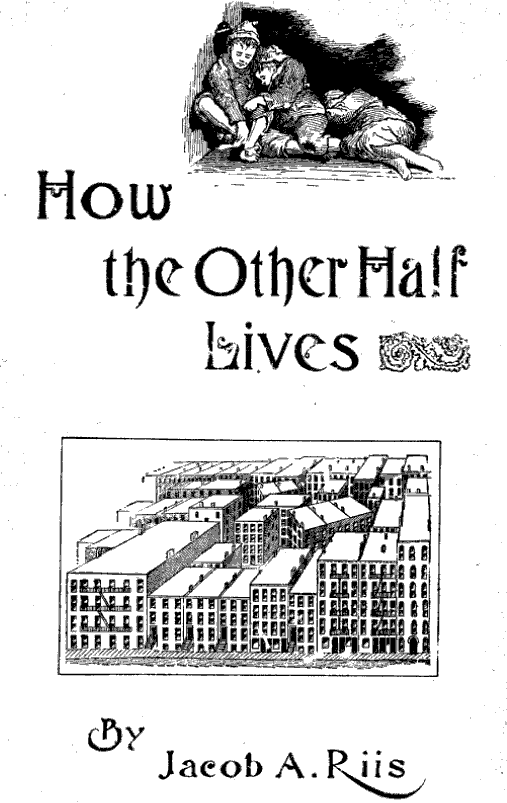 How
the Other Half
Lives
By
Jacob A. Riis